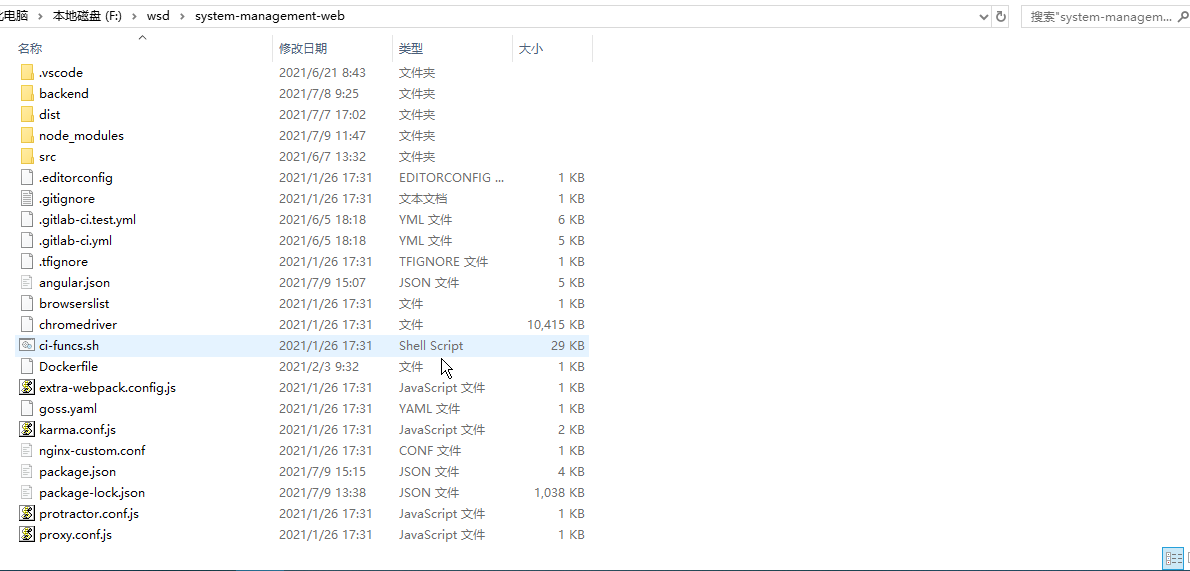 电脑 › 本地磁盘 (F:) › wsd › system-management-web 搜索"system-managem...
名称 修改日期 类型 大小
.vscode 2021/6/21 8:43 文件夹
backend 2021/7/8 9:25 文件夹
dist 2021/7/7 17:02 文件夹
node_modules 2021/7/9 11:47 文件夹
src 2021/6/7 13:32 文件夹
.editorconfig 2021/1/26 17:31 EDITORCONFIG ... 1 KB
.gitignore 2021/1/26 17:31 文本文档 1 KB
.gitlab-ci.test.yml 2021/6/5 18:18 YML 文件 6 KB
.gitlab-ci.yml 2021/6/5 18:18 YML 文件 5 KB
.tfignore 2021/1/26 17:31 TFIGNORE 文件 1 KB
angular.json 2021/7/9 15:07 JSON 文件 5 KB
browserslist 2021/1/26 17:31 文件 1 KB
chromedriver 2021/1/26 17:31 文件 10,415 KB
ci-funcs.sh 2021/1/26 17:31 Shell Script 29 KB
Dockerfile 2021/2/3 9:32 文件 1 KB
extra-webpack.config.js 2021/1/26 17:31 JavaScript 文件 1 KB
goss.yaml 2021/1/26 17:31 YAML 文件 1 KB
karma.conf.js 2021/1/26 17:31 JavaScript 文件 2 KB
nginx-custom.conf 2021/1/26 17:31 CONF 文件 1 KB
package.json 2021/7/9 15:15 JSON 文件 4 KB
package-lock.json 2021/7/9 13:38 JSON 文件 1,038 KB
protractor.conf.js 2021/1/26 17:31 JavaScript 文件 1 KB
proxy.conf.js 2021/1/26 17:31 JavaScript 文件 1 KB